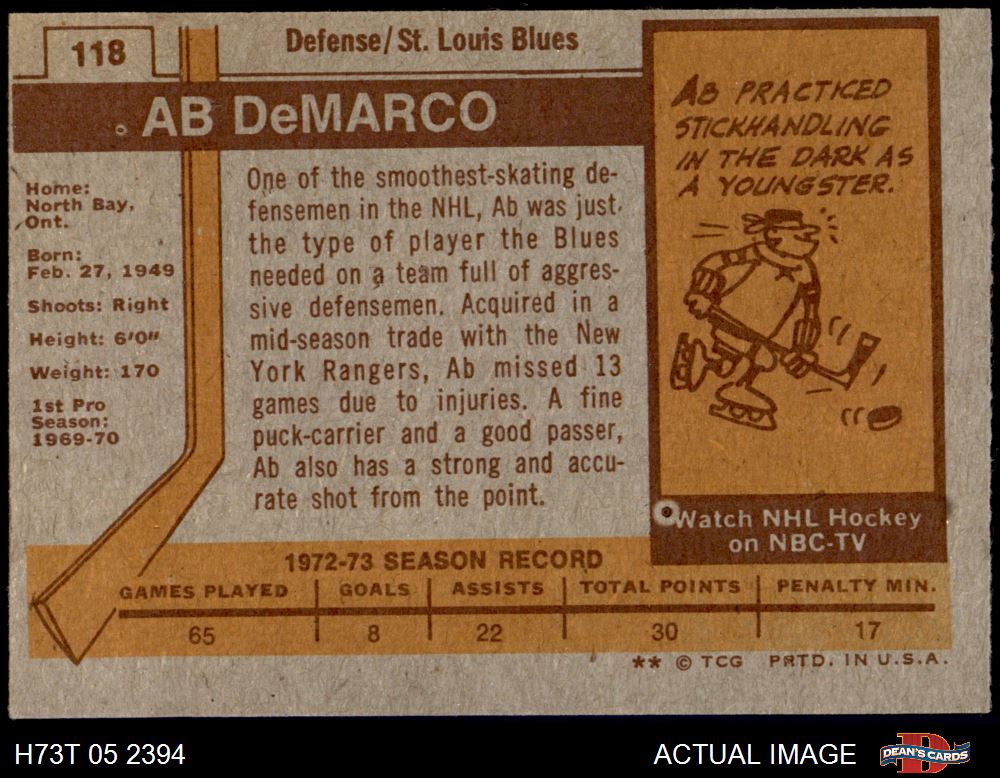 118
Defense/St. Louis Blues
AB DeMARCO
Home:
North Bay,
Ont.
Born:
Feb. 27, 1949
Shoots: Right
Height: 6'0"
Weight: 170
1st Pro
Season:
1969-70
One of the smoothest-skating de-
fensemen in the NHL, Ab was just
the type of player the Blues
needed on a team full of aggres-
sive defensemen. Acquired in a
mid-season trade with the New
York Rangers, Ab missed 13
games due to injuries. A fine
puck-carrier and a good passer,
Ab also has a strong and accu-
rate shot from the point.
AB PRACTICED
STICKHANDLING
IN THE DARK AS
A YOUNGSTER.
Watch NHL Hockey
on NBC-TV
1972-73 SEASON RECORD
GAMES PLAYED GOALS ASSISTS TOTAL POINTS PENALTY MIN.
65 8 22 30 17
** © TCG PRTD. IN U.S.A.
H73T 05 2394 ACTUAL IMAGE DEAN'S CARDS